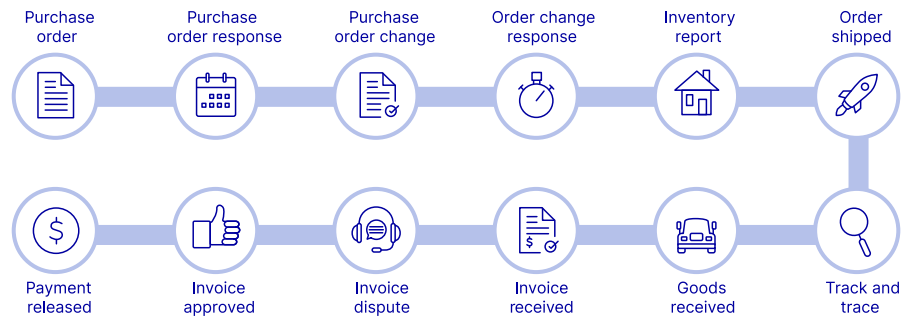 Purchase
order
Purchase
order response
Purchase
order change
Order change
response
Inventory
report
Order
shipped
$
$
Payment
released
Invoice
approved
Invoice
dispute
Invoice
received
Goods
received
Track and
trace